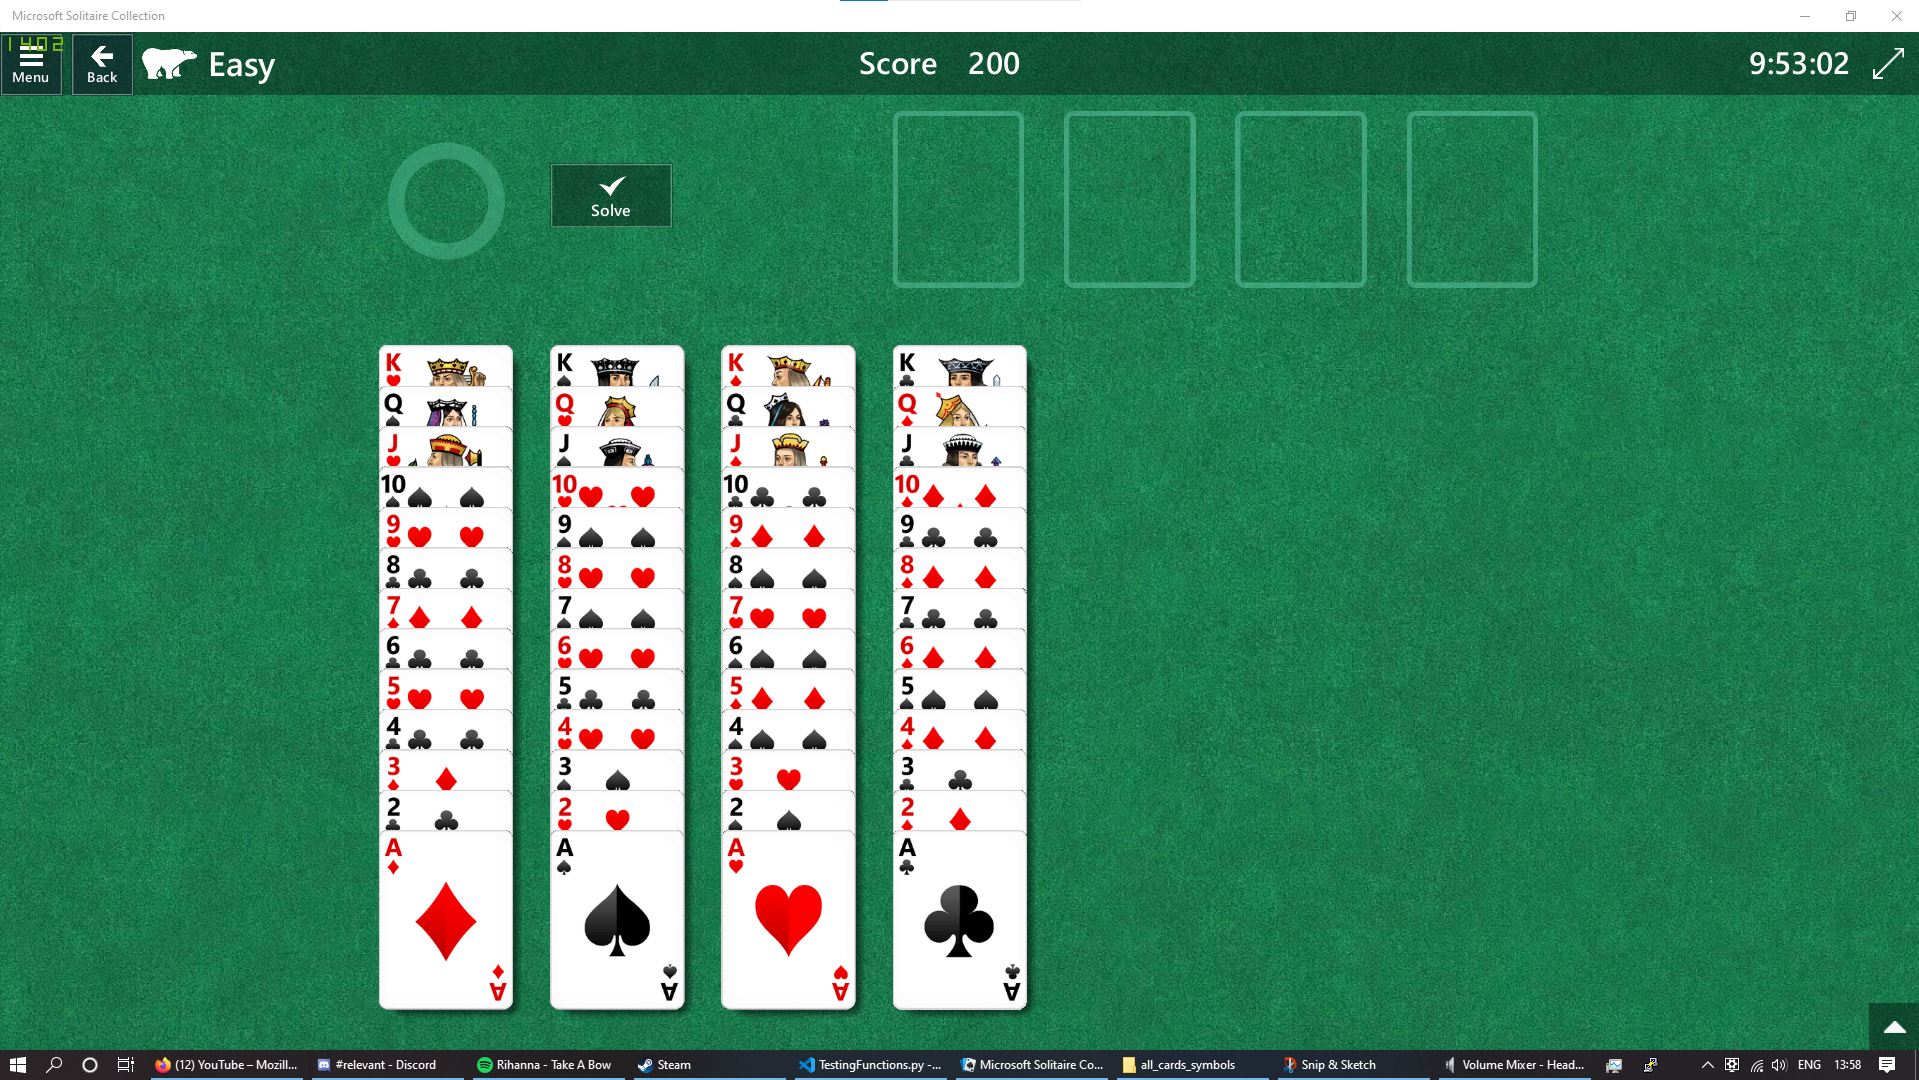 Microsoft Solitaire Collection
1402
Menu
Back
Easy
Score 200
9:53:02
Solve
K K K K
Q Q Q Q
J J J J
10 10 10 10
9 9 9 9
8 8 8 8
7 7 7 7
6 6 6 6
5 5 5 5
4 4 4 4
3 3 3 3
2 2 2 2
A A A A
A A A A
(12) YouTube – Mozill... #relevant - Discord Rihanna - Take A Bow Steam TestingFunctions.py -... Microsoft Solitaire Co... all_cards_symbols Snip & Sketch Volume Mixer - Head... ENG 13:58